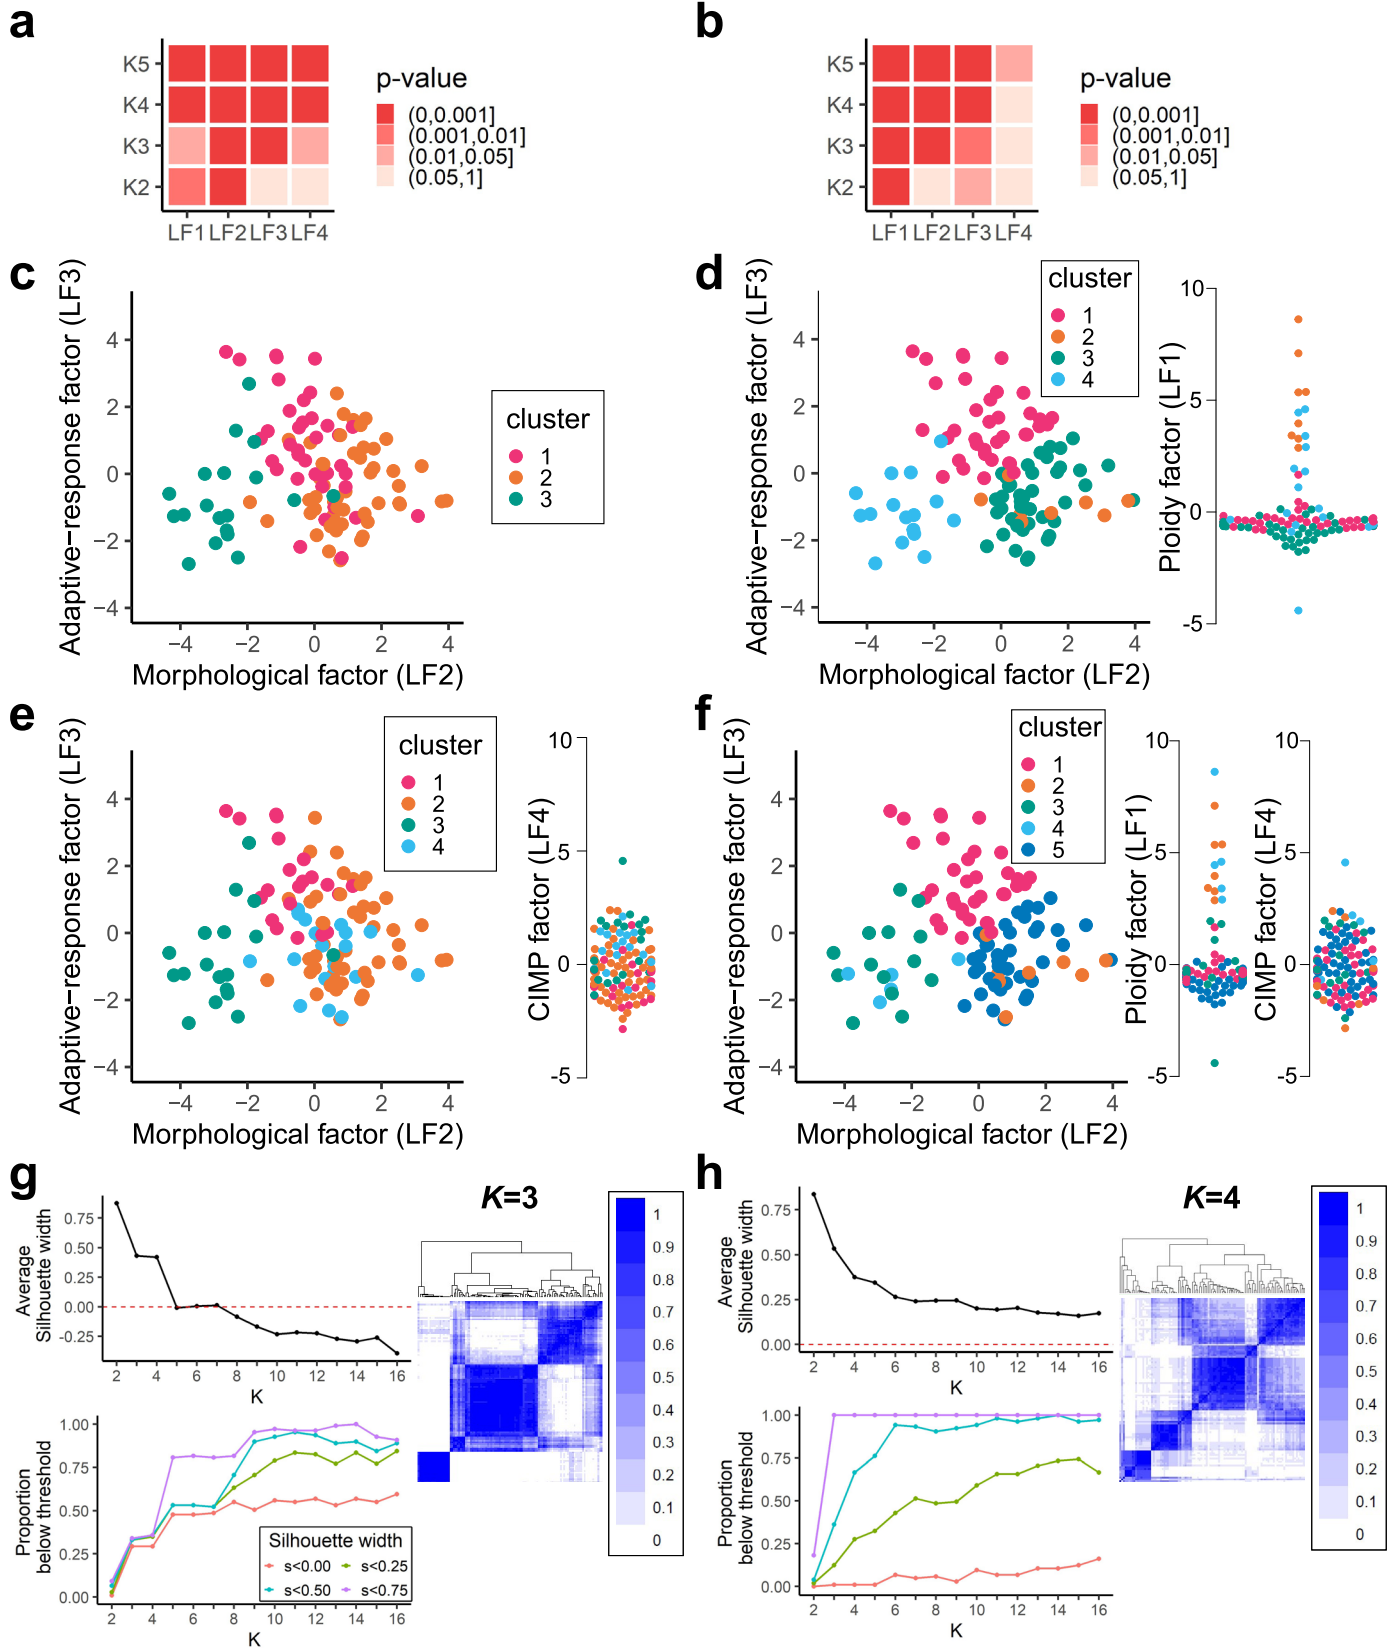 a
K5
K4
K3
K2
LF1 LF2 LF3 LF4
p-value
(0,0.001]
(0.001,0.01]
(0.01,0.05]
(0.05,1]
b
K5
K4
K3
K2
LF1 LF2 LF3 LF4
p-value
(0,0.001]
(0.001,0.01]
(0.01,0.05]
(0.05,1]
c
Adaptive−response factor (LF3)
4
2
0
−2
−4
−4 −2 0 2 4
Morphological factor (LF2)
cluster
1
2
3
d
Adaptive−response factor (LF3)
4
2
0
−2
−4
−4 −2 0 2 4
Morphological factor (LF2)
cluster
1
2
3
4
Ploidy factor (LF1)
10
5
0
-5
e
Adaptive−response factor (LF3)
4
2
0
−2
−4
−4 −2 0 2 4
Morphological factor (LF2)
cluster
1
2
3
4
CIMP factor (LF4)
10
5
0
-5
f
Adaptive−response factor (LF3)
4
2
0
−2
−4
−4 −2 0 2 4
Morphological factor (LF2)
cluster
1
2
3
4
5
Ploidy factor (LF1)
10
5
0
-5
CIMP factor (LF4)
10
5
0
-5
g
Average
Silhouette width
0.75
0.50
0.25
0.00
-0.25
2 4 6 8 10 12 14 16
K
Proportion
below threshold
1.00
0.75
0.50
0.25
0.00
2 4 6 8 10 12 14 16
K
Silhouette width
s<0.00 s<0.25
s<0.50 s<0.75
K=3
1
0.9
0.8
0.7
0.6
0.5
0.4
0.3
0.2
0.1
0
h
Average
Silhouette width
0.75
0.50
0.25
0.00
2 4 6 8 10 12 14 16
K
Proportion
below threshold
1.00
0.75
0.50
0.25
0.00
2 4 6 8 10 12 14 16
K
K=4
1
0.9
0.8
0.7
0.6
0.5
0.4
0.3
0.2
0.1
0